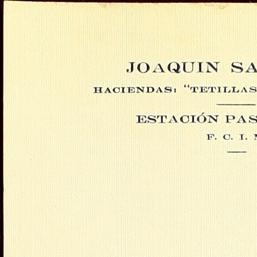 JOAQUIN SA
HACIENDAS: "TETILLAS
ESTACIÓN PAS
F. C. I.